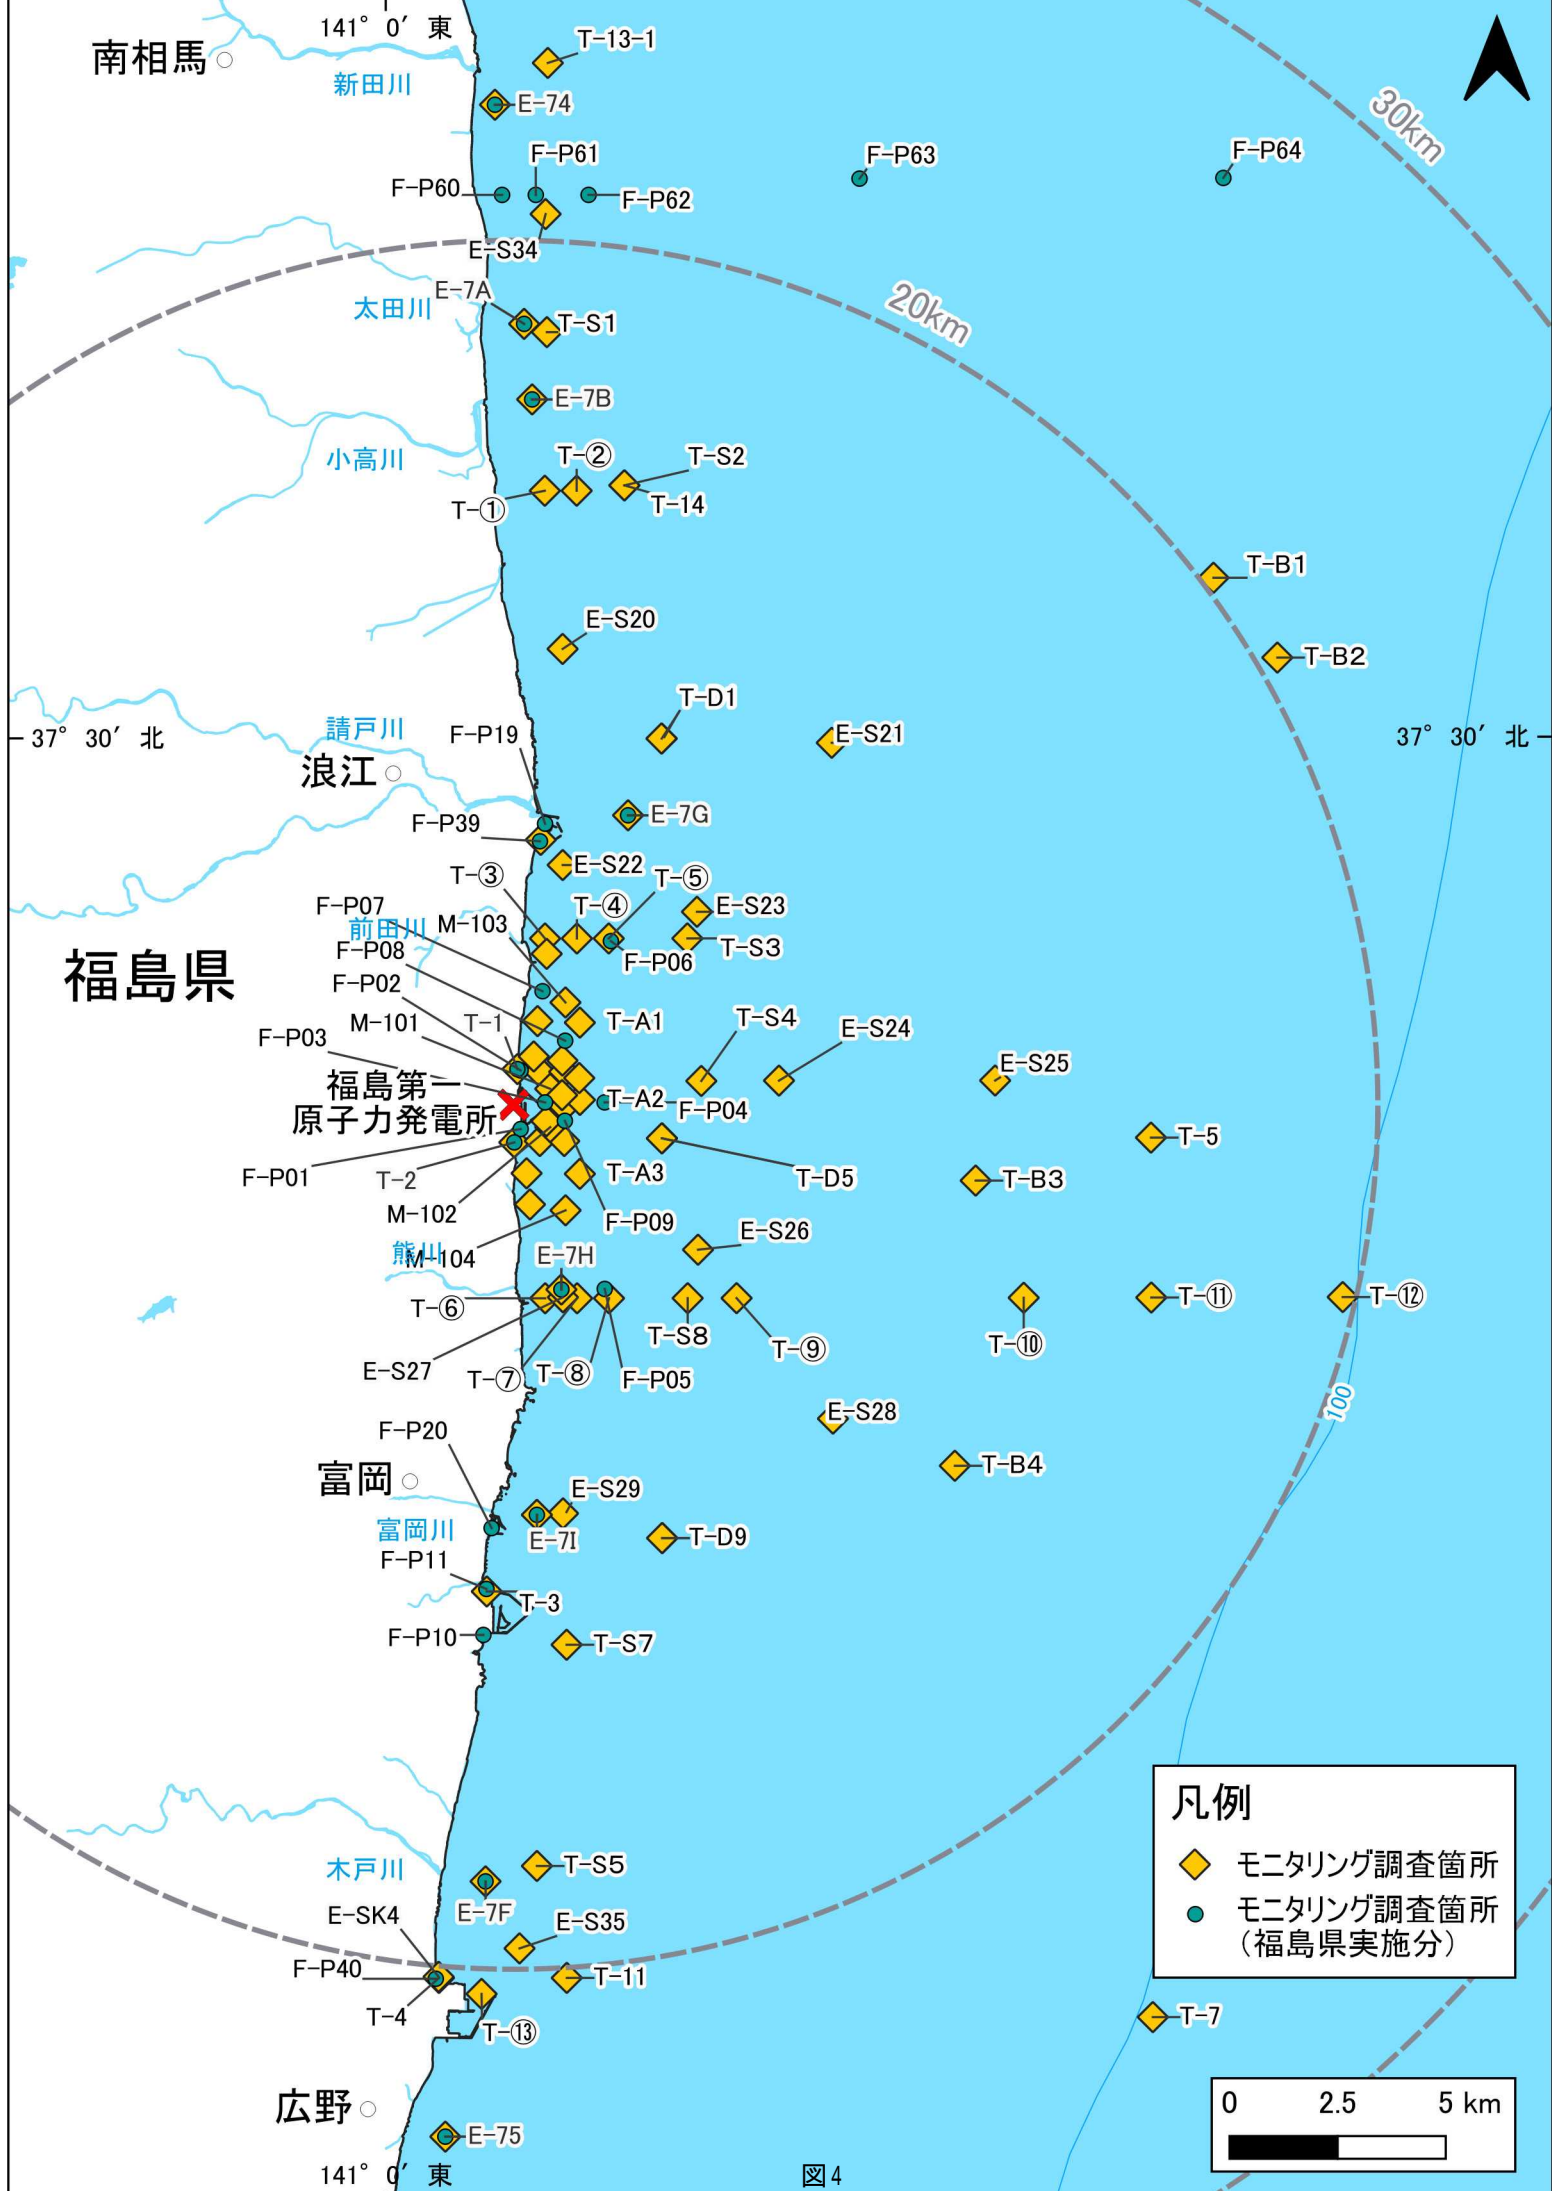 141° 0′ 東
南相馬
新田川
T-13-1
E-74
30km
F-P61
F-P63
F-P64
F-P60
F-P62
E-S34
E-7A
太田川
T-S1
20km
E-7B
小高川
T-②
T-S2
T-①
T-14
T-B1
E-S20
T-B2
T-D1
請戸川
F-P19
E-S21
37° 30′ 北
37° 30′ 北
浪江
F-P39
E-7G
E-S22
T-③
T-⑤
F-P07
T-④
E-S23
前田川
M-103
F-P08
T-S3
F-P06
福島県
F-P02
M-101
T-1
T-A1
T-S4
E-S24
F-P03
E-S25
福島第一
原子力発電所
T-A2
F-P04
T-5
F-P01
T-2
T-A3
T-D5
T-B3
M-102
F-P09
E-S26
熊川
M-104
E-7H
T-⑥
T-⑪
T-⑫
T-S8
T-⑨
T-⑩
E-S27
T-⑦
T-⑧
F-P05
100
E-S28
F-P20
富岡
T-B4
E-S29
富岡川
E-7I
T-D9
F-P11
T-3
F-P10
T-S7
凡例
モニタリング調査箇所
モニタリング調査箇所
（福島県実施分）
木戸川
T-S5
E-7F
E-SK4
E-S35
F-P40
T-11
T-4
T-⑬
T-7
広野
E-75
0 2.5 5 km
141° 0′ 東
図4